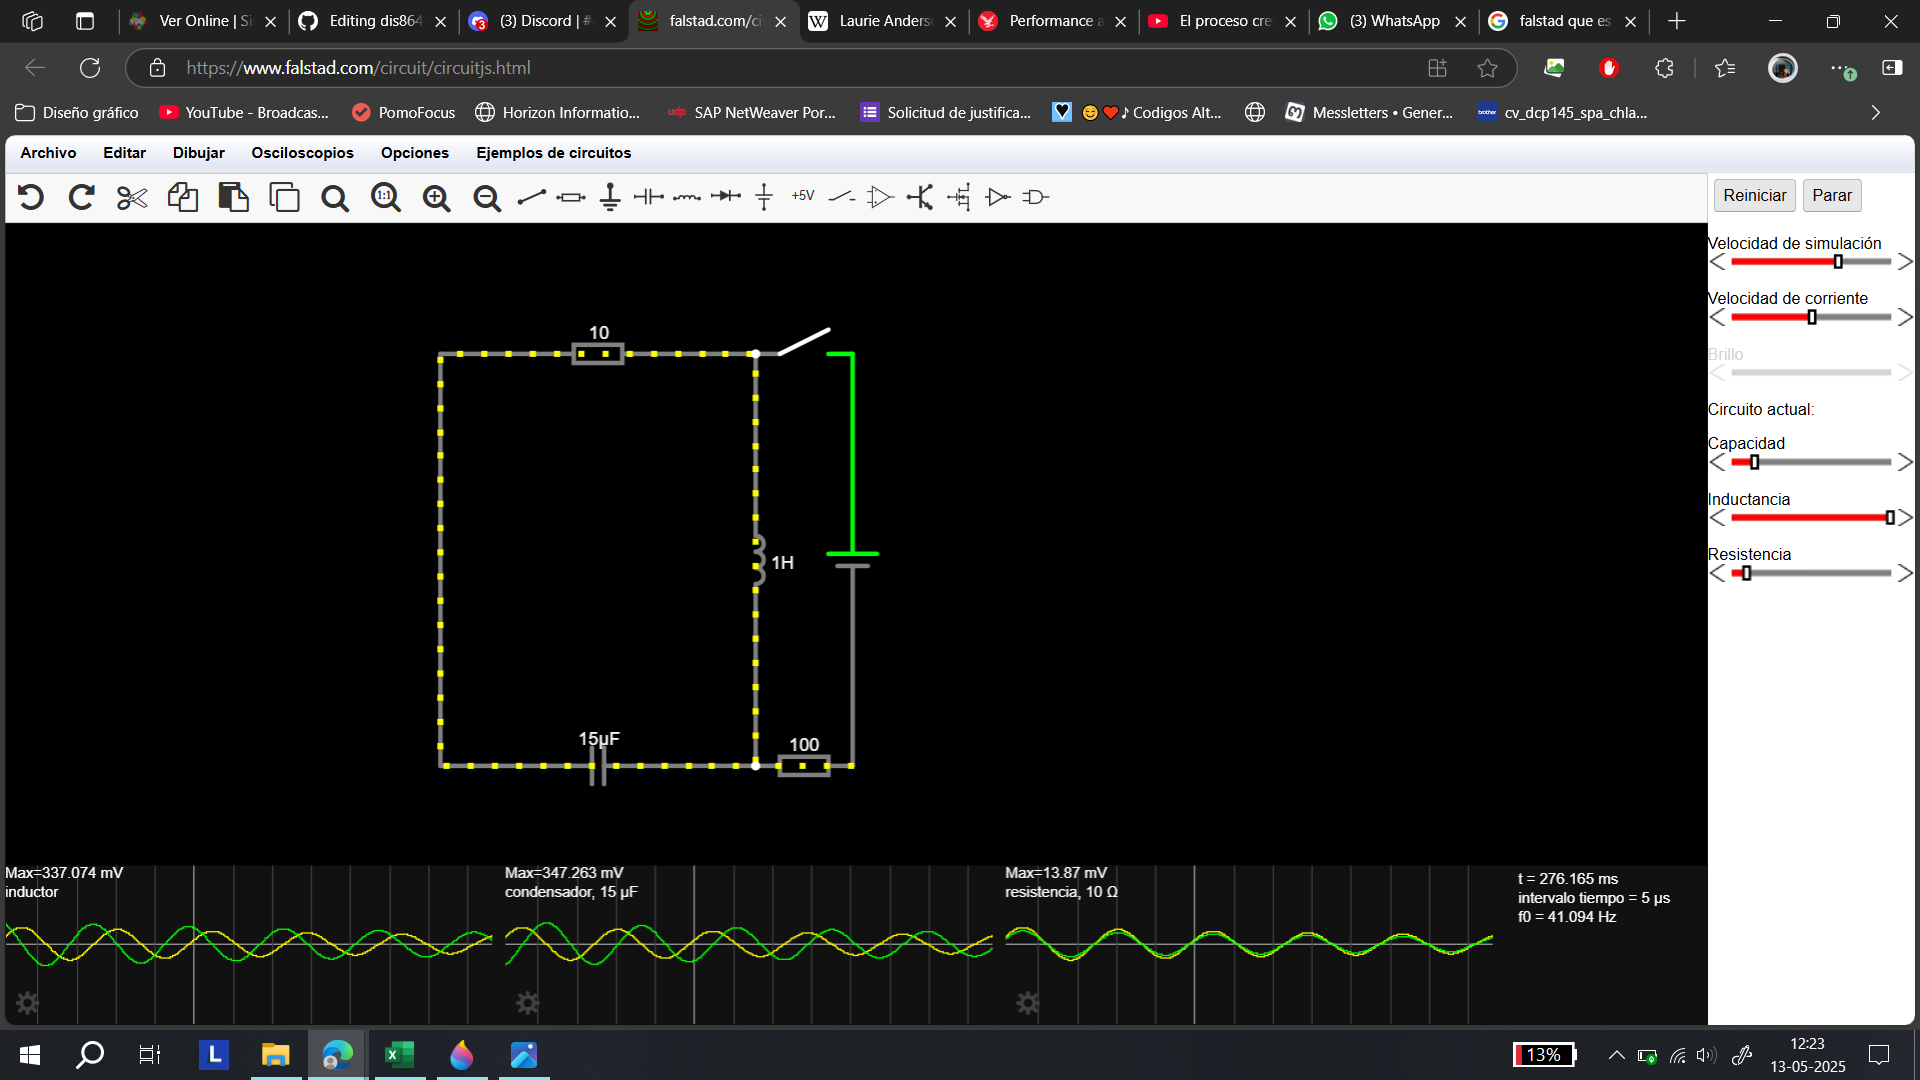 Ver Online | Si
Editing dis864
(3) Discord | #
falstad.com/ci
Laurie Anders
Performance a
El proceso cre
(3) WhatsApp
falstad que es
https://www.falstad.com/circuit/circuitjs.html
Diseño gráfico
YouTube - Broadcas...
PomoFocus
Horizon Informatio...
udp SAP NetWeaver Por...
Solicitud de justifica...
😊❤️♪ Codigos Alt...
Messletters • Gener...
brother cv_dcp145_spa_chla...
Archivo Editar Dibujar Osciloscopios Opciones Ejemplos de circuitos
1:1 +5V
Reiniciar Parar
Velocidad de simulación
Velocidad de corriente
Brillo
Circuito actual:
Capacidad
Inductancia
Resistencia
10
1H
15µF
100
Max=337.074 mV
inductor
Max=347.263 mV
condensador, 15 µF
Max=13.87 mV
resistencia, 10 Ω
t = 276.165 ms
intervalo tiempo = 5 µs
f0 = 41.094 Hz
L
13%
12:23
13-05-2025